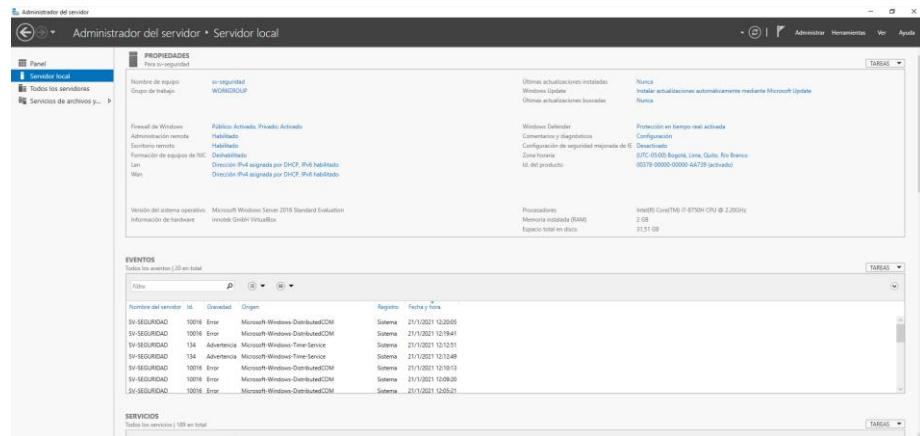 Administrador del servidor
Administrador del servidor • Servidor local
Administrar Herramientas Ver Ayuda
Panel
Servidor local
Todos los servidores
Servicios de archivos y...
PROPIEDADES
Para sv-seguridad
TAREAS
Nombre de equipo sv-seguridad
Grupo de trabajo WORKGROUP
Últimas actualizaciones instaladas Nunca
Windows Update Instalar actualizaciones automáticamente mediante Microsoft Update
Últimas actualizaciones buscadas Nunca
Firewall de Windows Público: Activado, Privado: Activado
Administración remota Habilitado
Escritorio remoto Habilitado
Formación de equipos de NIC Deshabilitado
Lan Dirección IPv4 asignada por DHCP, IPv6 habilitado
Wan Dirección IPv4 asignada por DHCP, IPv6 habilitado
Windows Defender Protección en tiempo real activada
Comentarios y diagnósticos Configuración
Configuración de seguridad mejorada de IE Desactivado
Zona horaria (UTC-05:00) Bogotá, Lima, Quito, Rio Branco
Id. del producto 00378-00000-00000-AA739 (activado)
Versión del sistema operativo Microsoft Windows Server 2016 Standard Evaluation
Información de hardware innotek GmbH VirtualBox
Procesadores Intel(R) Core(TM) i7-8750H CPU @ 2.20GHz
Memoria instalada (RAM) 2 GB
Espacio total en disco 31,51 GB
EVENTOS
Todos los eventos | 20 en total
TAREAS
Filtro
Nombre del servidor Id. Gravedad Origen Registro Fecha y hora
SV-SEGURIDAD 10016 Error Microsoft-Windows-DistributedCOM Sistema 21/1/2021 12:20:05
SV-SEGURIDAD 10016 Error Microsoft-Windows-DistributedCOM Sistema 21/1/2021 12:19:41
SV-SEGURIDAD 134 Advertencia Microsoft-Windows-Time-Service Sistema 21/1/2021 12:12:51
SV-SEGURIDAD 134 Advertencia Microsoft-Windows-Time-Service Sistema 21/1/2021 12:12:49
SV-SEGURIDAD 10016 Error Microsoft-Windows-DistributedCOM Sistema 21/1/2021 12:10:13
SV-SEGURIDAD 10016 Error Microsoft-Windows-DistributedCOM Sistema 21/1/2021 12:09:20
SV-SEGURIDAD 10016 Error Microsoft-Windows-DistributedCOM Sistema 21/1/2021 12:05:21
SERVICIOS
Todos los servicios | 189 en total
TAREAS